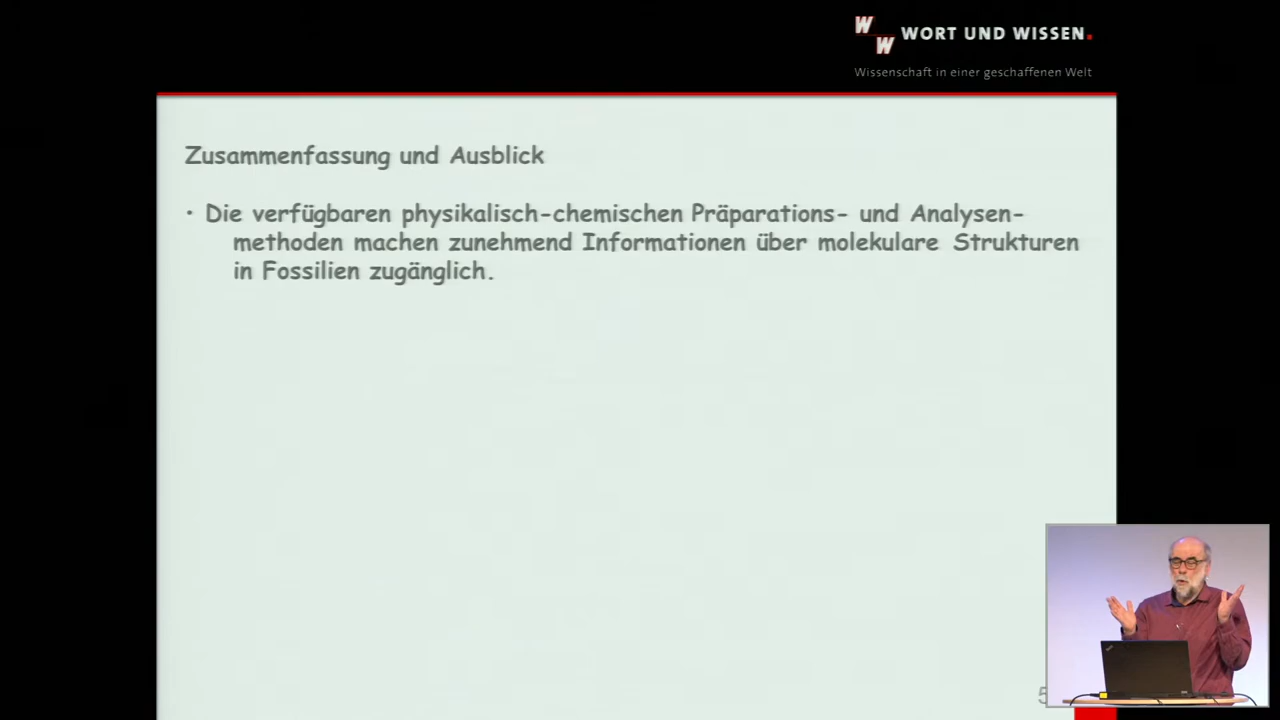 W
W
WORT UND WISSEN.
Wissenschaft in einer geschaffenen Welt
Zusammenfassung und Ausblick
• Die verfügbaren physikalisch-chemischen Präparations- und Analysen-
methoden machen zunehmend Informationen über molekulare Strukturen
in Fossilien zugänglich.